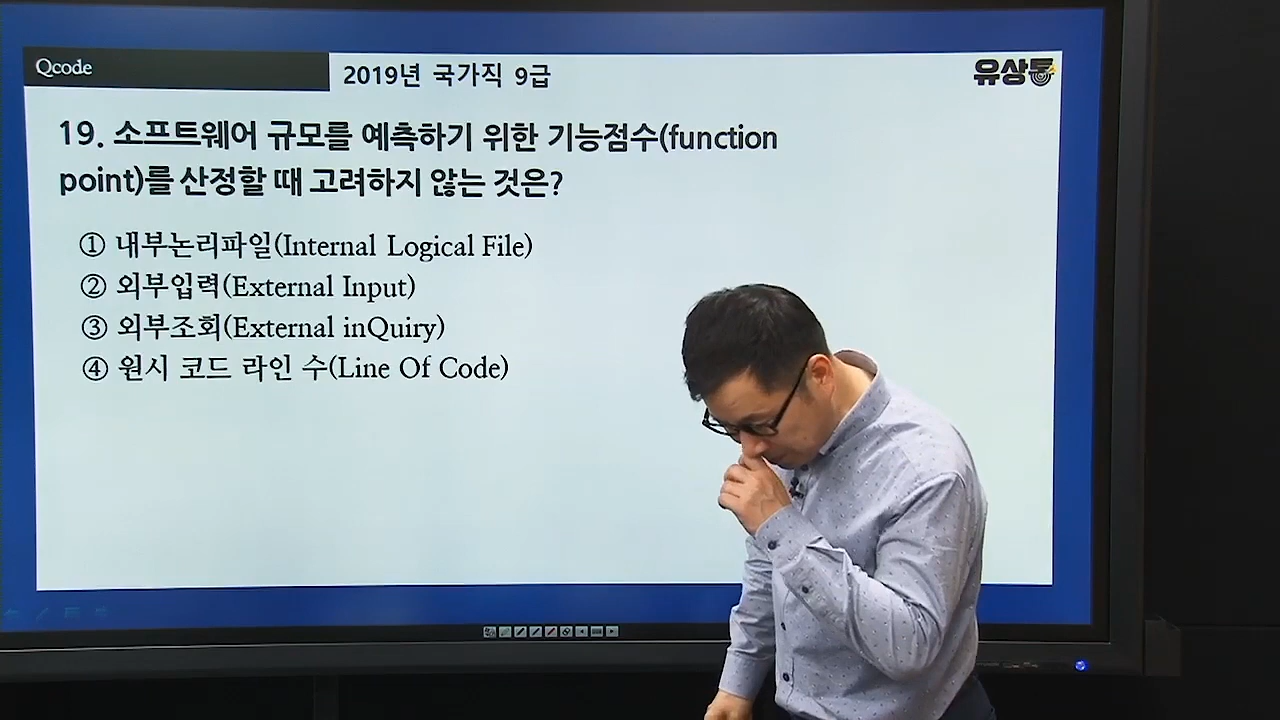 Qcode
2019년 국가직 9급
유상통
19. 소프트웨어 규모를 예측하기 위한 기능점수(function
point)를 산정할 때 고려하지 않는 것은?
① 내부논리파일(Internal Logical File)
② 외부입력(External Input)
③ 외부조회(External inQuiry)
④ 원시 코드 라인 수(Line Of Code)